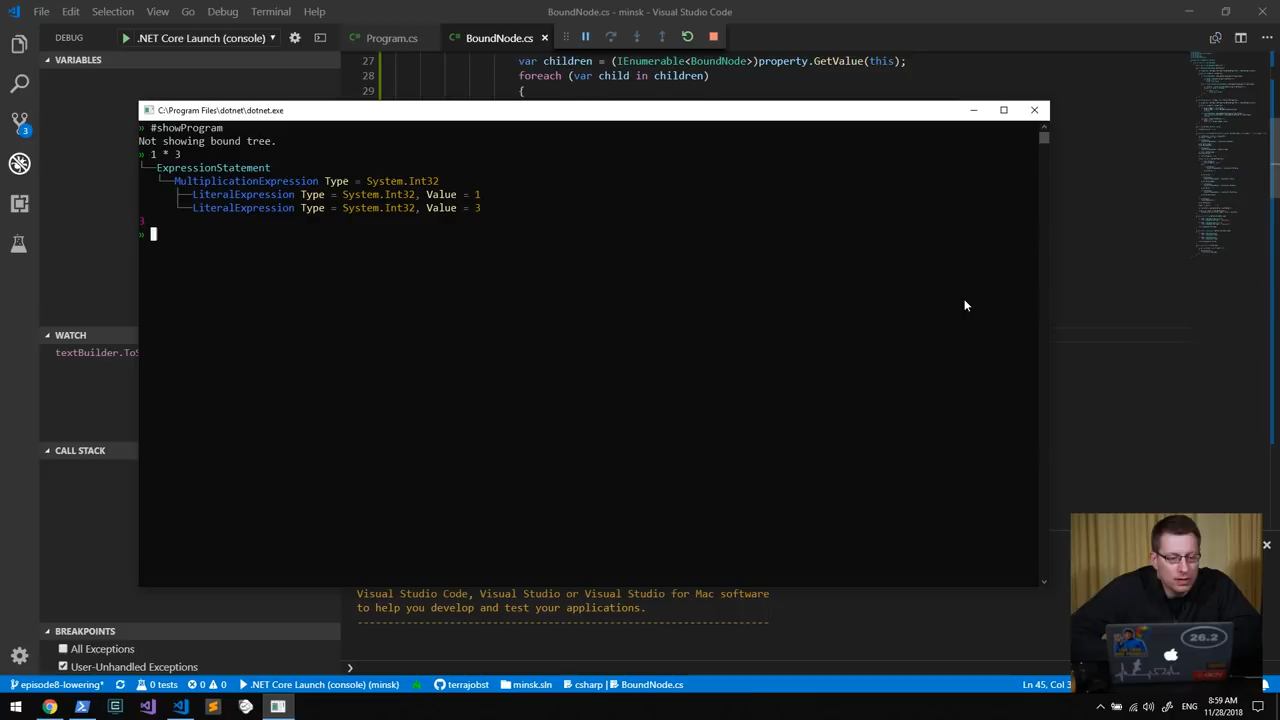 File Edit Selection View Go Debug Terminal Help
BoundNode.cs - minsk - Visual Studio Code
DEBUG
.NET Core Launch (console)
Program.cs
BoundNode.cs
VARIABLES
27 var children = (IEnumerable<BoundNode>)property.GetValue(this);
28 (var child in children)
29
C:\Program Files\dotnet\dotnet.exe
» #showProgram
Not showing bound tree.
» 1 * 3
└──ExpressionStatement
└──MultiplicationExpression Type = System.Int32
├──LiteralExpression Type = System.Int32, Value = 1
└──LiteralExpression Type = System.Int32, Value = 3
3
»
3
WATCH
textBuilder.ToS
CALL STACK
Visual Studio Code, Visual Studio or Visual Studio for Mac software
to help you develop and test your applications.
-------------------------------------------------------------------
BREAKPOINTS
All Exceptions
User-Unhandled Exceptions
26.2
episode8-lowering*
0 tests
0
0
.NET Core Launch (console) (minsk)
terrajobst
minsk.sln
csharp
BoundNode.cs
Ln 45, Col 3
ENG
8:59 AM
11/28/2018